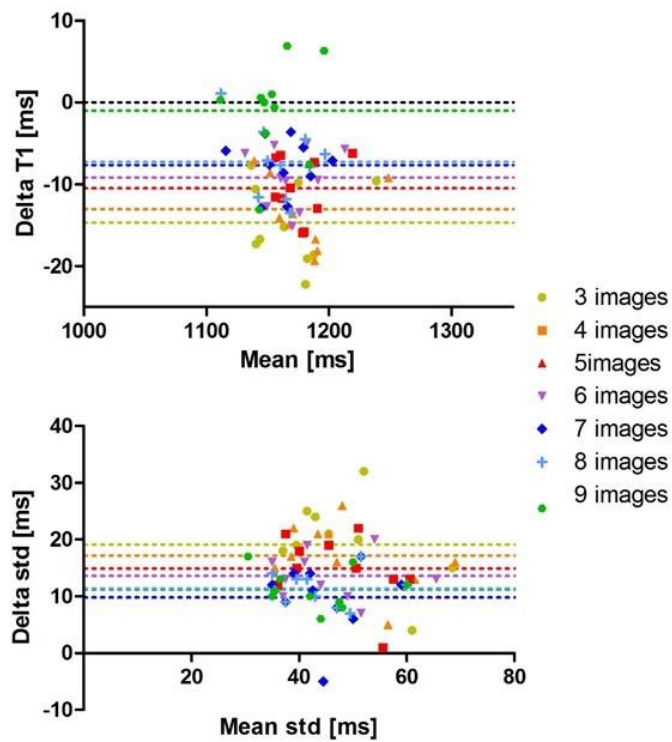 10
0
-10
-20
Delta T1 [ms]
1000 1100 1200 1300
Mean [ms]
3 images
4 images
5images
6 images
7 images
8 images
9 images
40
30
20
10
0
-10
Delta std [ms]
20 40 60 80
Mean std [ms]